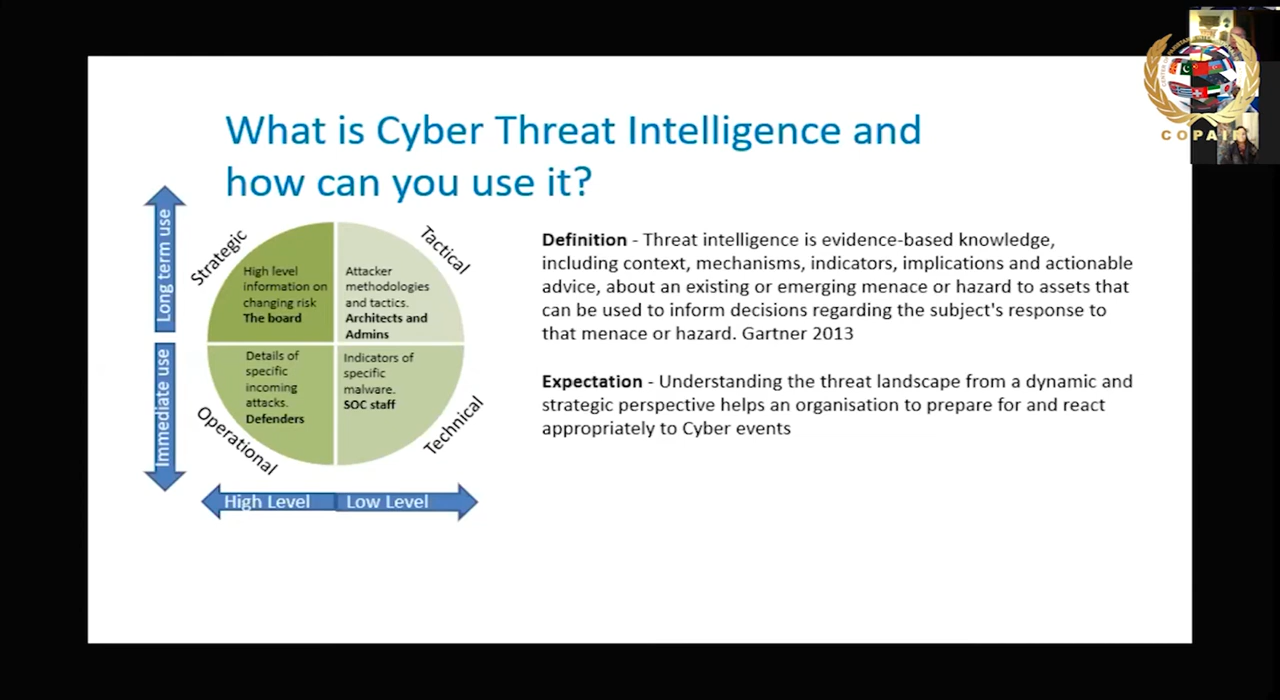 What is Cyber Threat Intelligence and
how can you use it?
Long term use
Immediate use
Strategic
Tactical
High level
information on
changing risk
The board
Attacker
methodologies
and tactics.
Architects and
Admins
Details of
specific
incoming
attacks.
Defenders
Indicators of
specific
malware.
SOC staff
Operational
Technical
High Level
Low Level
Definition - Threat intelligence is evidence-based knowledge,
including context, mechanisms, indicators, implications and actionable
advice, about an existing or emerging menace or hazard to assets that
can be used to inform decisions regarding the subject's response to
that menace or hazard. Gartner 2013
Expectation - Understanding the threat landscape from a dynamic and
strategic perspective helps an organisation to prepare for and react
appropriately to Cyber events
COPAIR